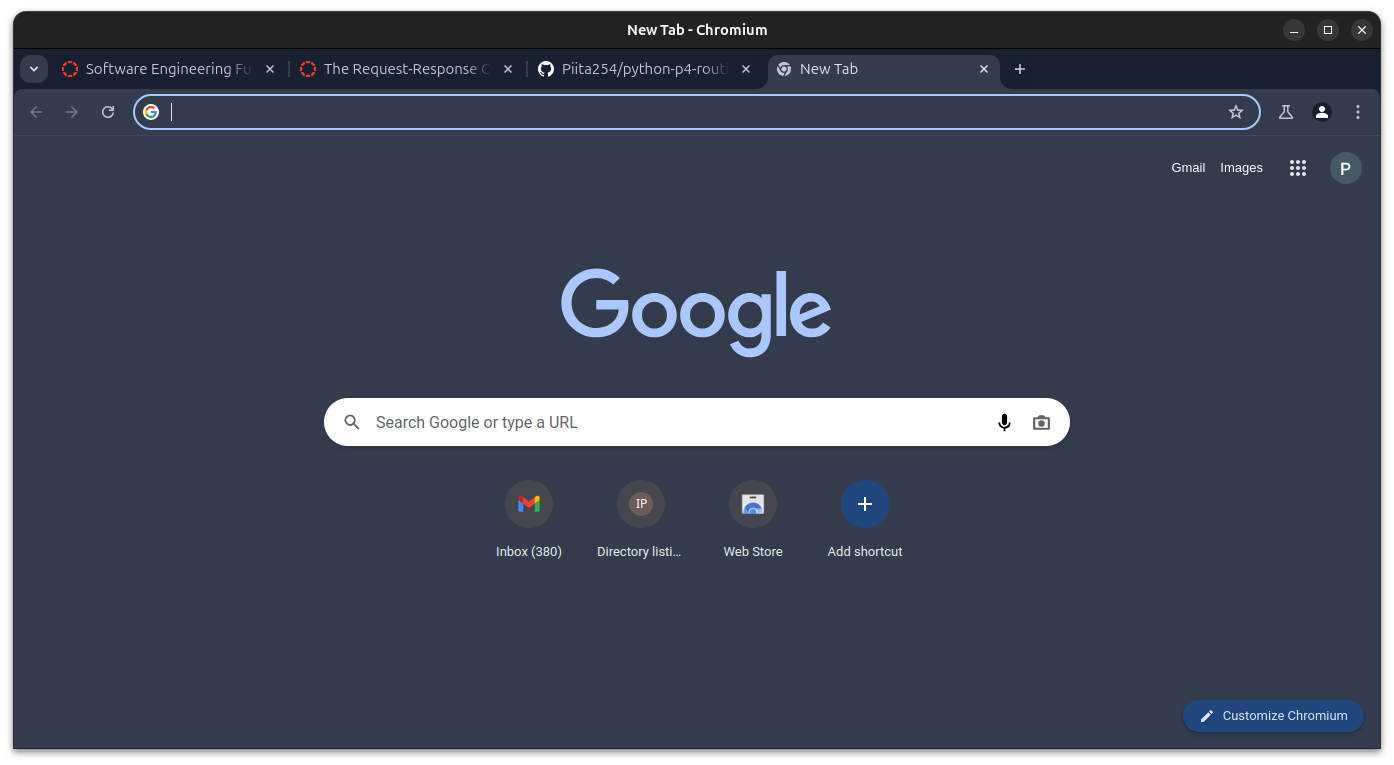 New Tab - Chromium
Software Engineering Fu
The Request-Response C
Piita254/python-p4-routi
New Tab
Gmail Images
P
Google
Search Google or type a URL
IP
Inbox (380)
Directory listi...
Web Store
Add shortcut
Customize Chromium